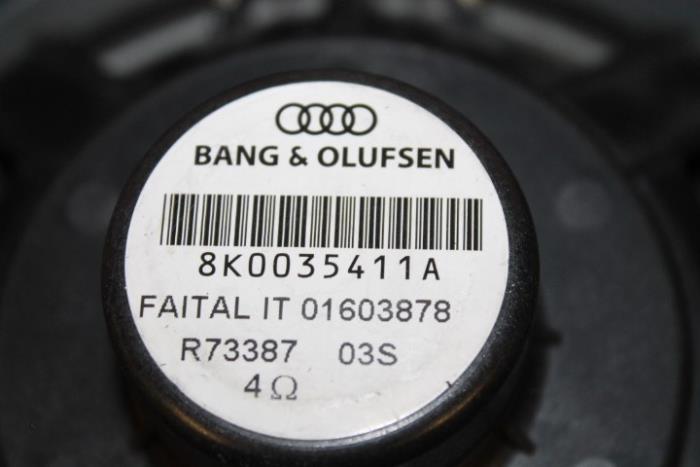 BANG & OLUFSEN
8K0035411A
FAITAL IT 01603878
R73387 03S
4Ω